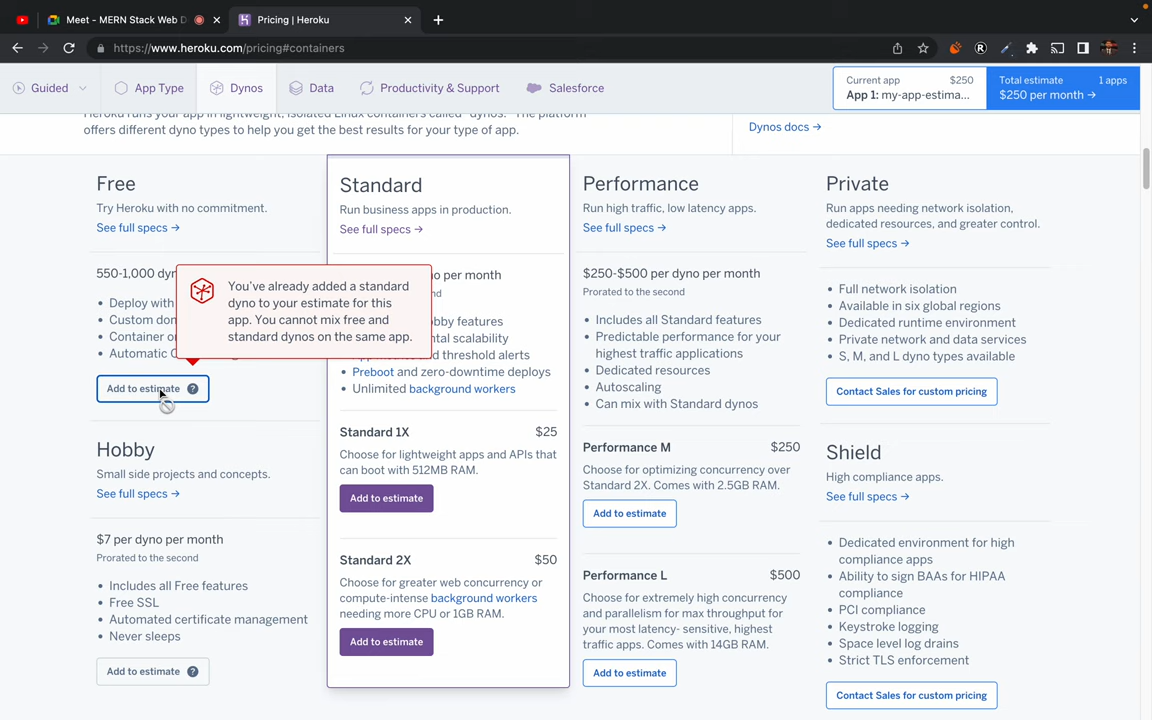 Meet - MERN Stack Web D
Pricing | Heroku
https://www.heroku.com/pricing#containers
Guided
App Type
Dynos
Data
Productivity & Support
Salesforce
Current app $250
App 1: my-app-estima...
Total estimate 1 apps
$250 per month →
offers different dyno types to help you get the best results for your type of app.
Dynos docs →
Free
Try Heroku with no commitment.
See full specs →
550-1,000 dyn
Deploy with
Custom don
Container o
Automatic C
You've already added a standard
dyno to your estimate for this
app. You cannot mix free and
standard dynos on the same app.
Add to estimate ?
Hobby
Small side projects and concepts.
See full specs →
$7 per dyno per month
Prorated to the second
• Includes all Free features
• Free SSL
• Automated certificate management
• Never sleeps
Add to estimate ?
Standard
Run business apps in production.
See full specs →
no per month
nd
obby features
ntal scalability
and threshold alerts
• Preboot and zero-downtime deploys
• Unlimited background workers
Standard 1X $25
Choose for lightweight apps and APIs that
can boot with 512MB RAM.
Add to estimate
Standard 2X $50
Choose for greater web concurrency or
compute-intense background workers
needing more CPU or 1GB RAM.
Add to estimate
Performance
Run high traffic, low latency apps.
See full specs →
$250-$500 per dyno per month
Prorated to the second
• Includes all Standard features
• Predictable performance for your
highest traffic applications
• Dedicated resources
• Autoscaling
• Can mix with Standard dynos
Performance M $250
Choose for optimizing concurrency over
Standard 2X. Comes with 2.5GB RAM.
Add to estimate
Performance L $500
Choose for extremely high concurrency
and parallelism for max throughput for
your most latency- sensitive, highest
traffic apps. Comes with 14GB RAM.
Add to estimate
Private
Run apps needing network isolation,
dedicated resources, and greater control.
See full specs →
• Full network isolation
• Available in six global regions
• Dedicated runtime environment
• Private network and data services
• S, M, and L dyno types available
Contact Sales for custom pricing
Shield
High compliance apps.
See full specs →
• Dedicated environment for high
compliance apps
• Ability to sign BAAs for HIPAA
compliance
• PCI compliance
• Keystroke logging
• Space level log drains
• Strict TLS enforcement
Contact Sales for custom pricing